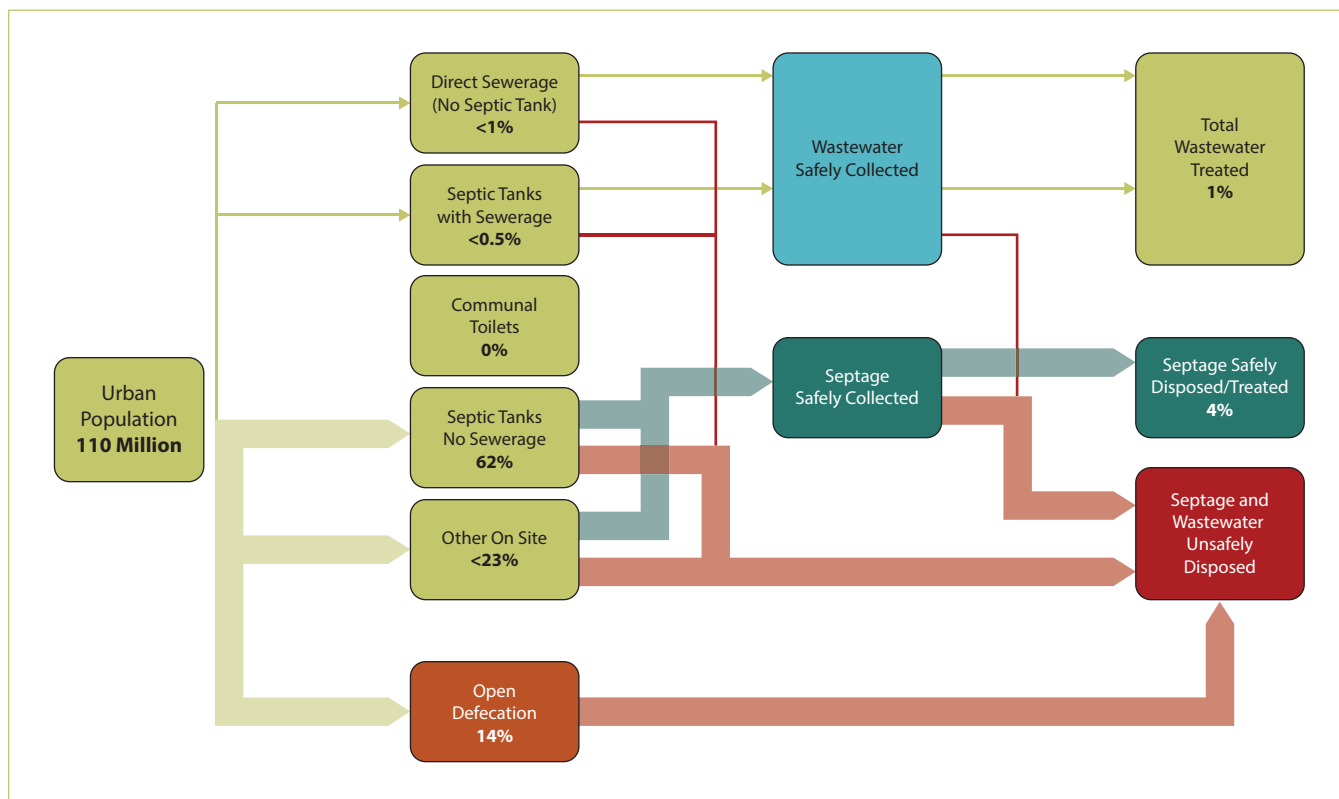 Urban
Population
110 Million
Direct Sewerage
(No Septic Tank)
<1%
Septic Tanks
with Sewerage
<0.5%
Communal
Toilets
0%
Septic Tanks
No Sewerage
62%
Other On Site
<23%
Open
Defecation
14%
Wastewater
Safely Collected
Septage
Safely Collected
Total
Wastewater
Treated
1%
Septage Safely
Disposed/Treated
4%
Septage and
Wastewater
Unsafely
Disposed